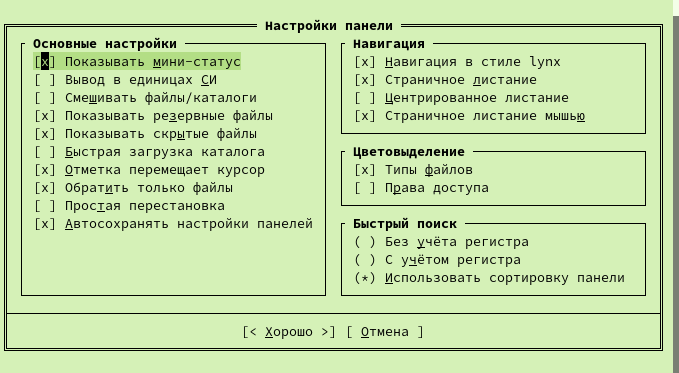 Настройки панели
Основные настройки
[x] Показывать мини-статус
[ ] Вывод в единицах СИ
[ ] Смешивать файлы/каталоги
[x] Показывать резервные файлы
[x] Показывать скрытые файлы
[ ] Быстрая загрузка каталога
[x] Отметка перемещает курсор
[x] Обратить только файлы
[ ] Простая перестановка
[x] Автосохранять настройки панелей
Навигация
[x] Навигация в стиле lynx
[x] Страничное листание
[ ] Центрированное листание
[x] Страничное листание мышью
Цветовыделение
[x] Типы файлов
[ ] Права доступа
Быстрый поиск
( ) Без учёта регистра
( ) С учётом регистра
(*) Использовать сортировку панели
[< Хорошо >] [ Отмена ]